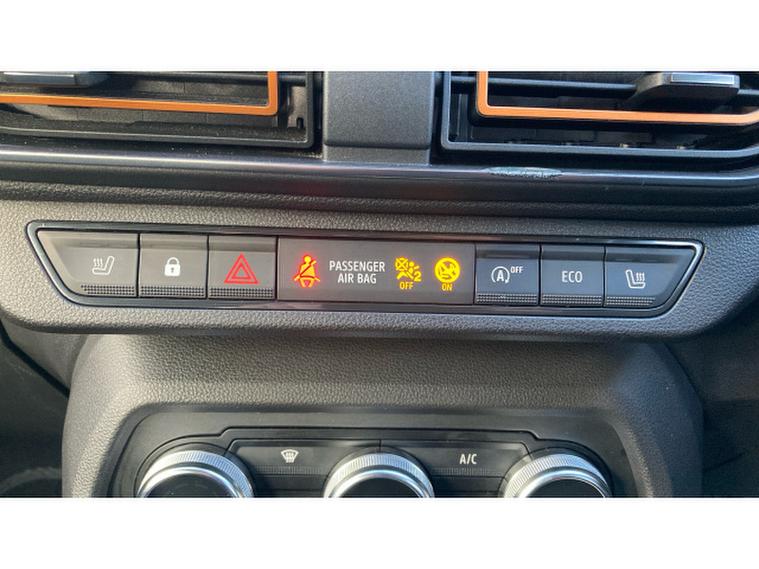 PASSENGER
AIR BAG
OFF
ON
A OFF
ECO
A/C